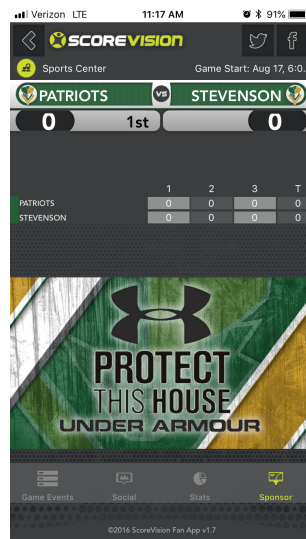 Verizon LTE 11:17 AM 91%
SCOREVISION
Sports Center Game Start: Aug 17, 6:0.
PATRIOTS VS STEVENSON
0 1st 0
1 2 3 T
PATRIOTS 0 0 0 0
STEVENSON 0 0 0 0
PROTECT
THIS HOUSE
UNDER ARMOUR
Game Events Social Stats Sponsor
©2016 ScoreVision Fan App v1.7